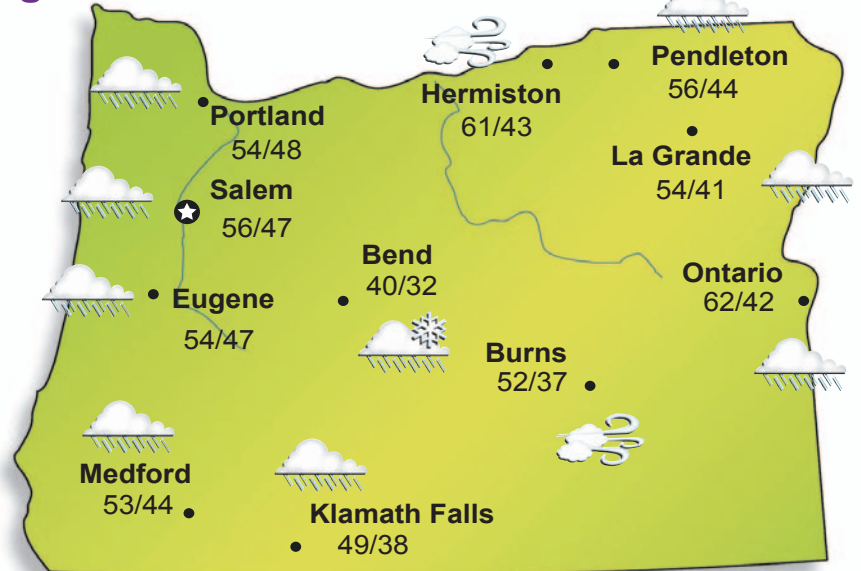 Pendleton
56/44
Hermiston
61/43
Portland
54/48
La Grande
54/41
Salem
56/47
Bend
40/32
Ontario
62/42
Eugene
54/47
Burns
52/37
Medford
53/44
Klamath Falls
49/38